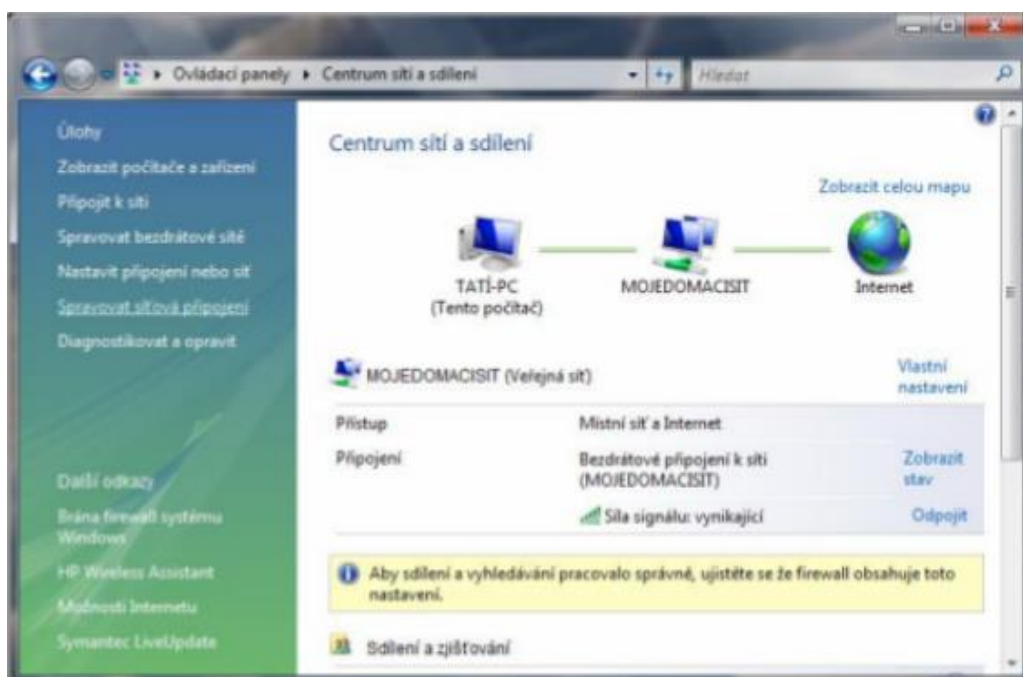 Ovládací panely ▸ Centrum sítí a sdílení
Hledat
Úlohy
Zobrazit počítače a zařízení
Připojit k síti
Spravovat bezdrátové sítě
Nastavit připojení nebo síť
Spravovat síťová připojení
Diagnostikovat a opravit
Další odkazy
Brána firewall systému
Windows
HP Wireless Assistant
Možnosti Internetu
Symantec LiveUpdate
Centrum sítí a sdílení
Zobrazit celou mapu
TATÍ-PC
(Tento počítač)
MOJEDOMACISIT
Internet
MOJEDOMACISIT (Veřejná síť)
Vlastní
nastavení
Přístup
Místní síť a Internet
Připojení
Bezdrátové připojení k síti
(MOJEDOMACISIT)
Zobrazit
stav
Síla signálu: vynikající
Odpojit
Aby sdílení a vyhledávání pracovalo správně, ujistěte se že firewall obsahuje toto
nastavení.
Sdílení a zjišťování